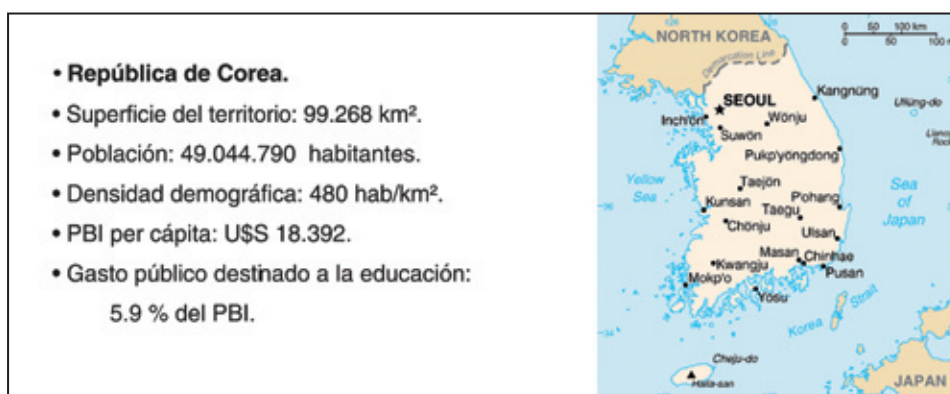 • República de Corea.
• Superficie del territorio: 99.268 km².
• Población: 49.044.790 habitantes.
• Densidad demográfica: 480 hab/km².
• PBI per cápita: U$S 18.392.
• Gasto público destinado a la educación:
5.9 % del PBI.
0 50 100 km
0 50 100
NORTH KOREA
Demarcation Line
SEOUL
Kangnŭng
Ullŭng-do
Inch'ŏn
Wŏnju
Suwŏn
Pukp'yŏngdong
Yellow
Sea
Taejŏn
P'ohang
Sea
of
Japan
Kunsan
Taegu
Chŏnju
Ulsan
Masan
Chinhae
Kwangju
Pusan
Mokp'o
Yŏsu
Korea
Strait
Cheju-do
Halla-san
JAPAN